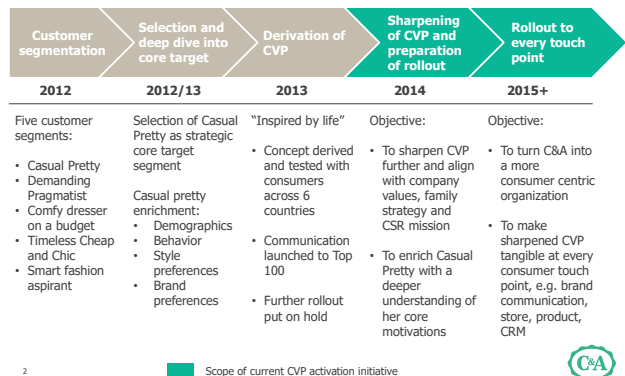 Customer
segmentation
Selection and
deep dive into
core target
Derivation of
CVP
Sharpening
of CVP and
preparation
of rollout
Rollout to
every touch
point
2012
2012/13
2013
2014
2015+
Five customer
segments:
• Casual Pretty
• Demanding
Pragmatist
• Comfy dresser
on a budget
• Timeless Cheap
and Chic
• Smart fashion
aspirant
Selection of Casual
Pretty as strategic
core target
segment
Casual pretty
enrichment:
• Demographics
• Behavior
• Style
preferences
• Brand
preferences
“Inspired by life”
• Concept derived
and tested with
consumers
across 6
countries
• Communication
launched to Top
100
• Further rollout
put on hold
Objective:
• To sharpen CVP
further and align
with company
values, family
strategy and
CSR mission
• To enrich Casual
Pretty with a
deeper
understanding of
her core
motivations
Objective:
• To turn C&A into
a more
consumer centric
organization
• To make
sharpened CVP
tangible at every
consumer touch
point, e.g. brand
communication,
store, product,
CRM
2
Scope of current CVP activation initiative
C&A